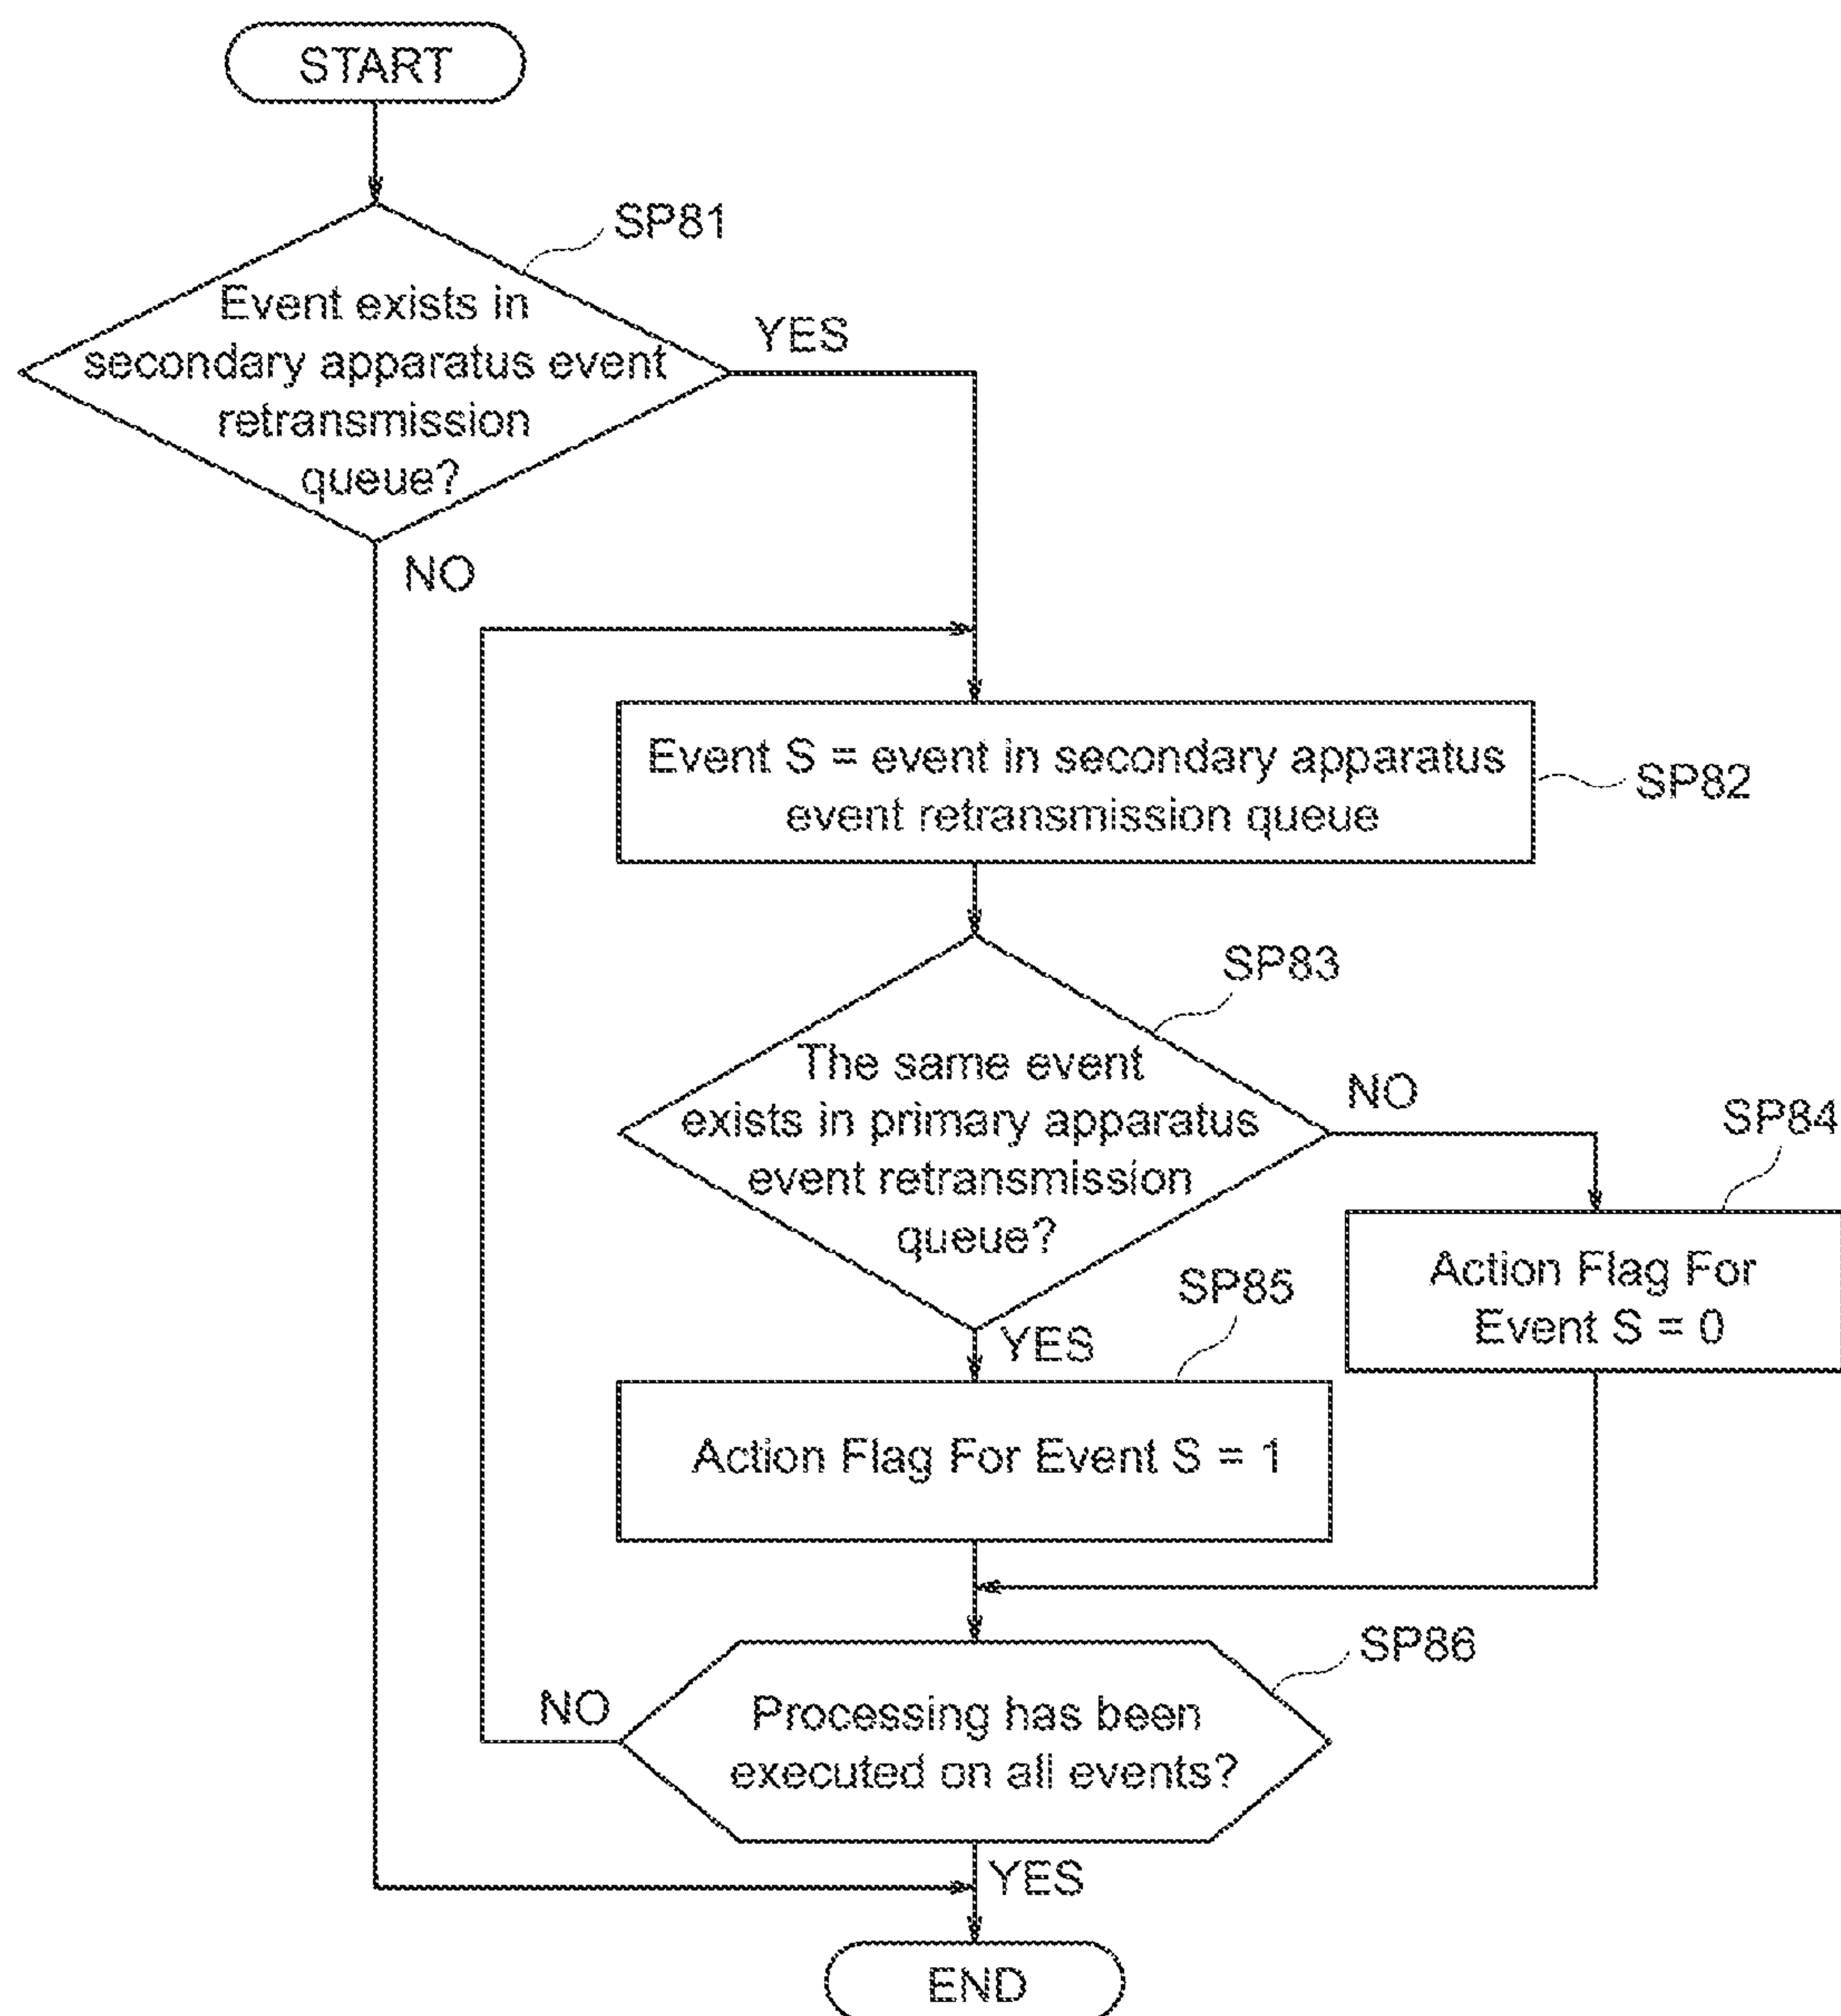 START
SP81
Event exists in
secondary apparatus event
retransmission
queue?
YES
NO
Event S = event in secondary apparatus
event retransmission queue
SP82
SP83
The same event
exists in primary apparatus
event retransmission
queue?
NO
SP84
Action Flag For
Event S = 0
SP85
YES
Action Flag For Event S = 1
SP86
NO
Processing has been
executed on all events?
YES
END